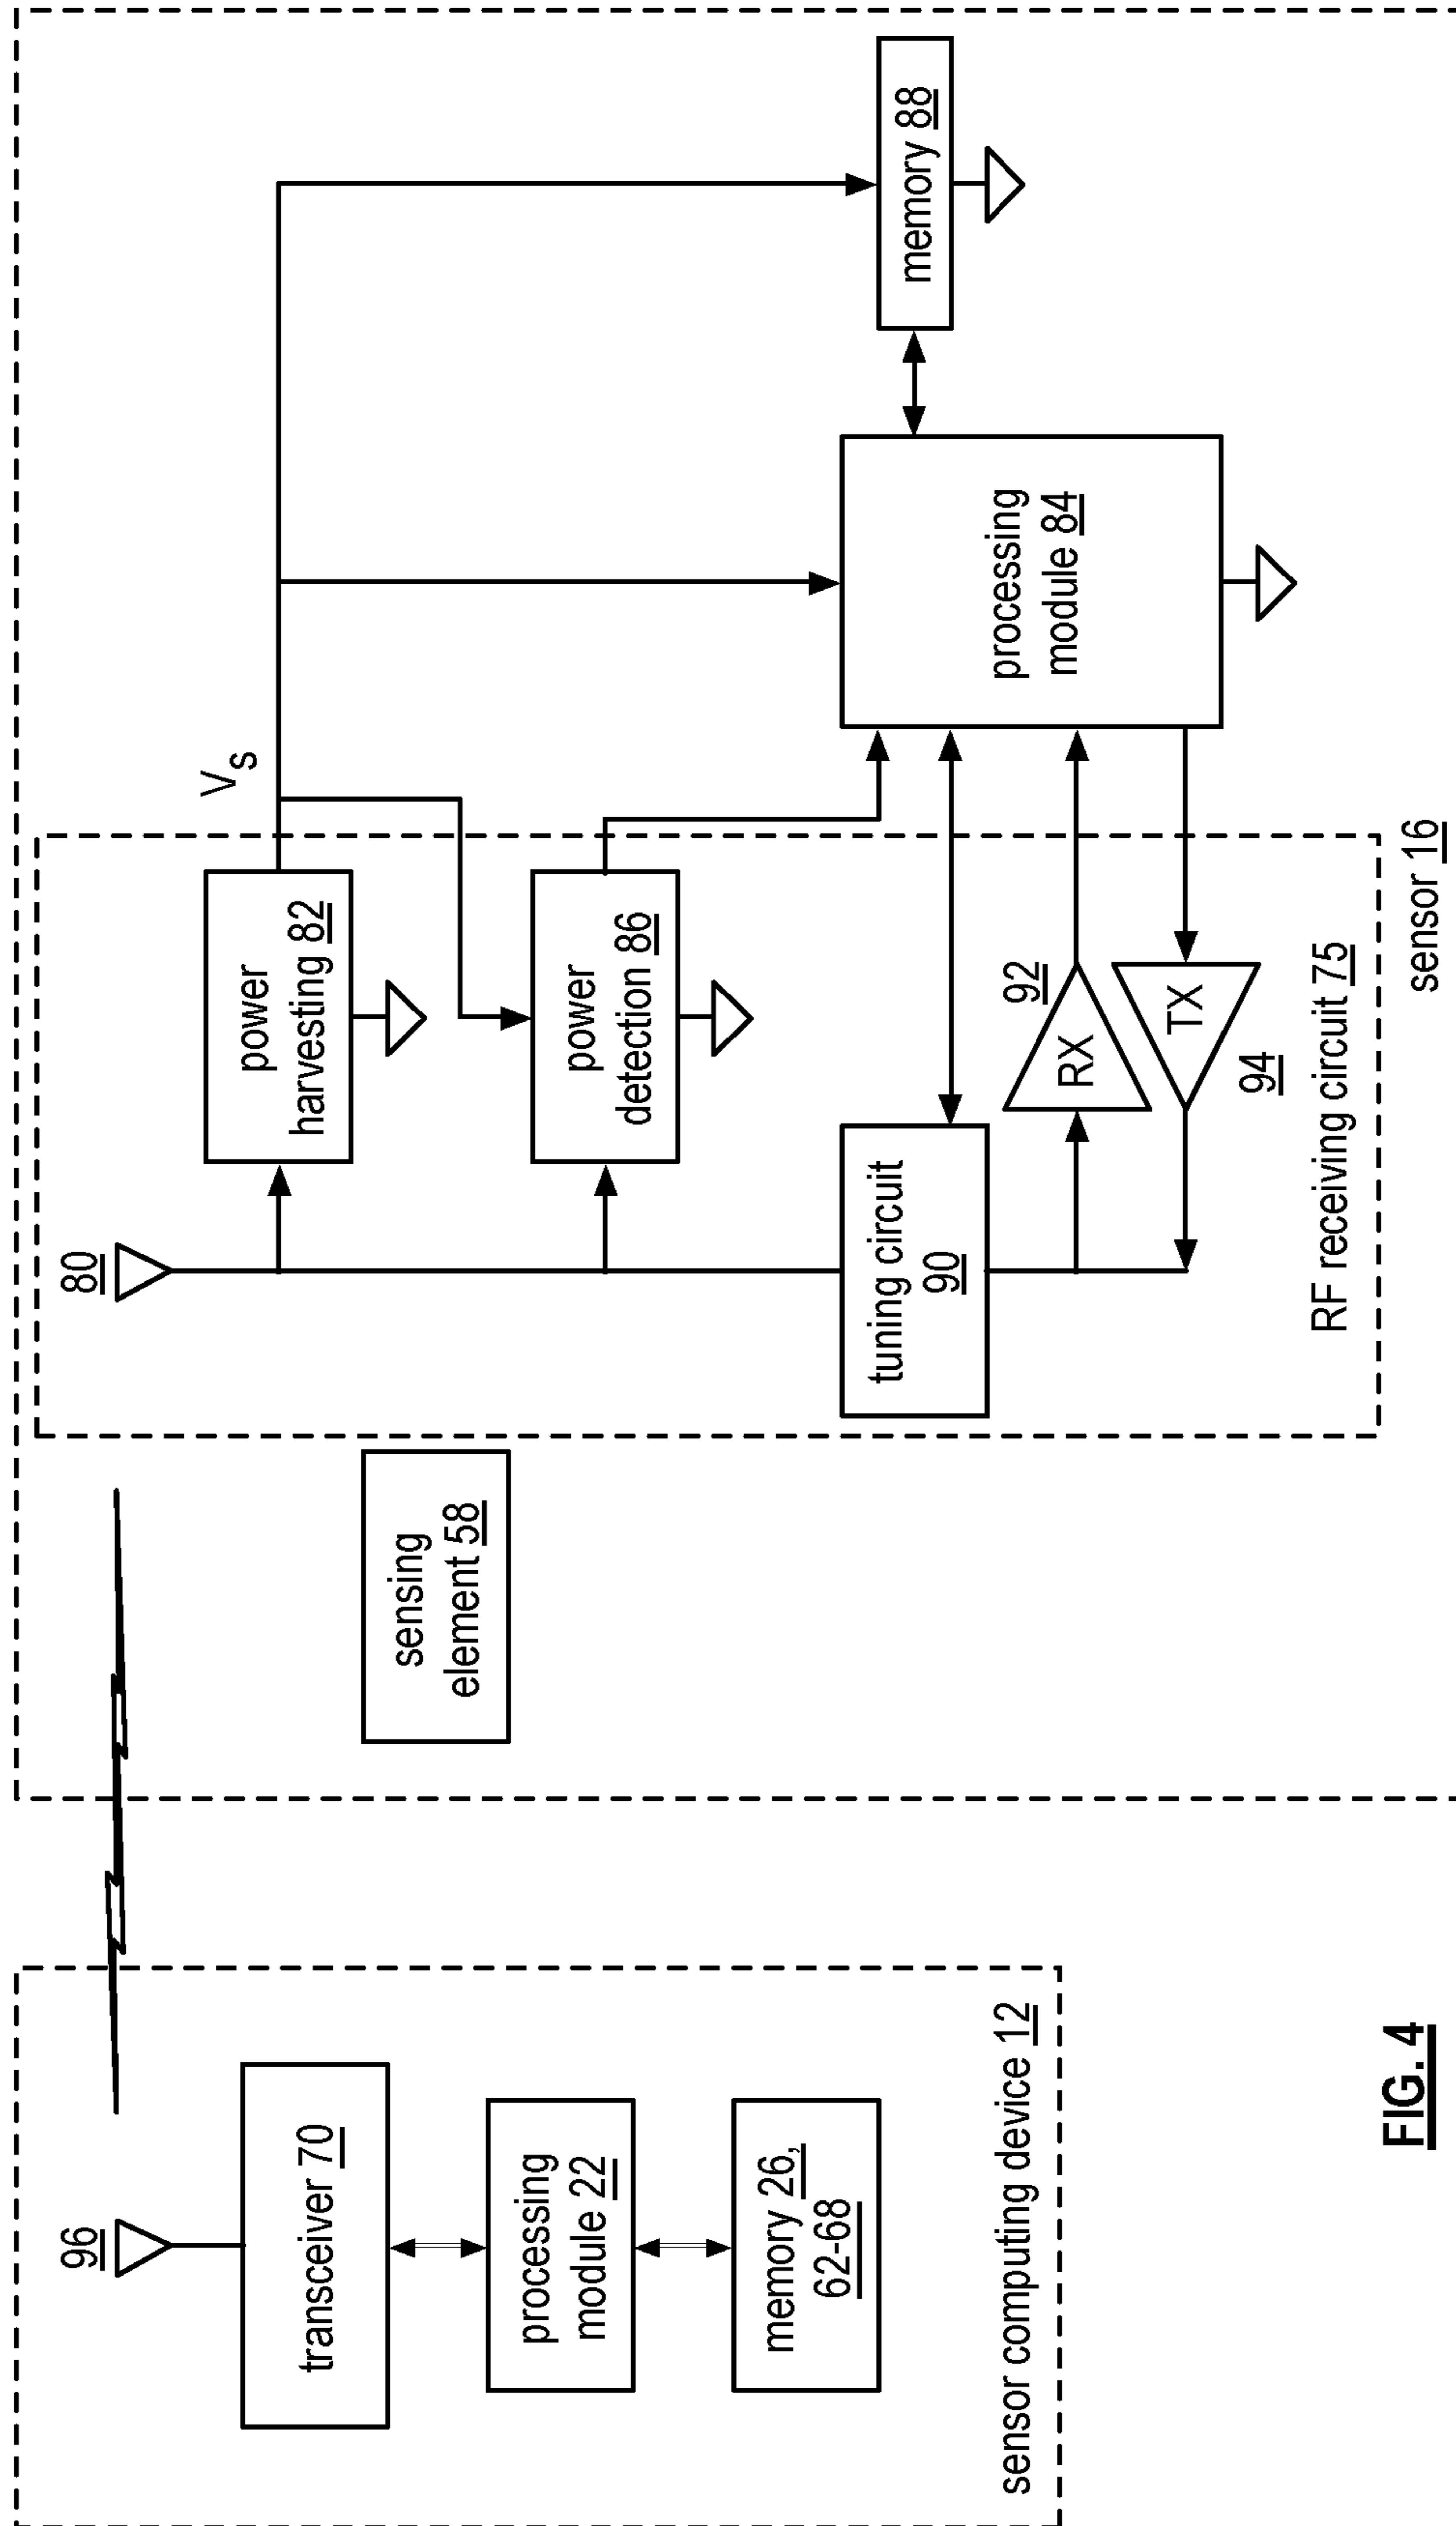 96
transceiver 70
processing
module 22
memory 26,
62-68
sensor computing device 12
sensing
element 58
80
power
harvesting 82
V
s
power
detection 86
tuning circuit
90
92
RX
TX
94
RF receiving circuit 75
processing
module 84
memory 88
sensor 16
FIG. 4